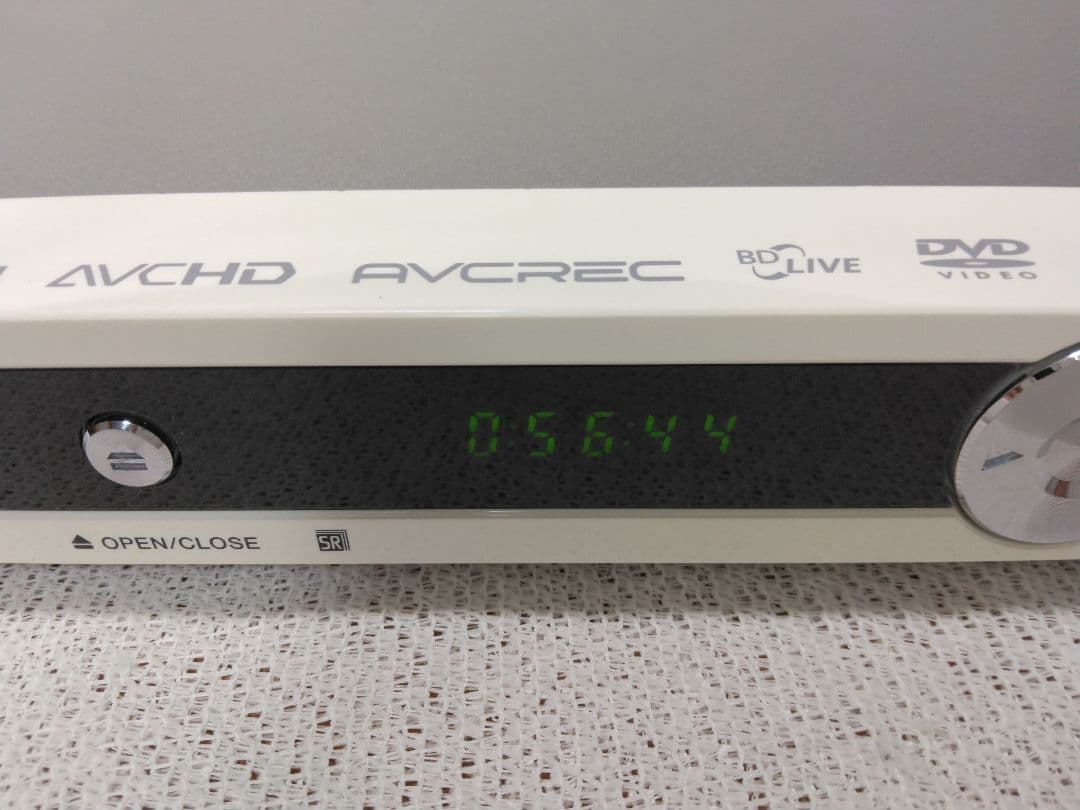 AVCHD AVCREC BD LIVE DVD VIDEO
0:56:44
OPEN/CLOSE SR